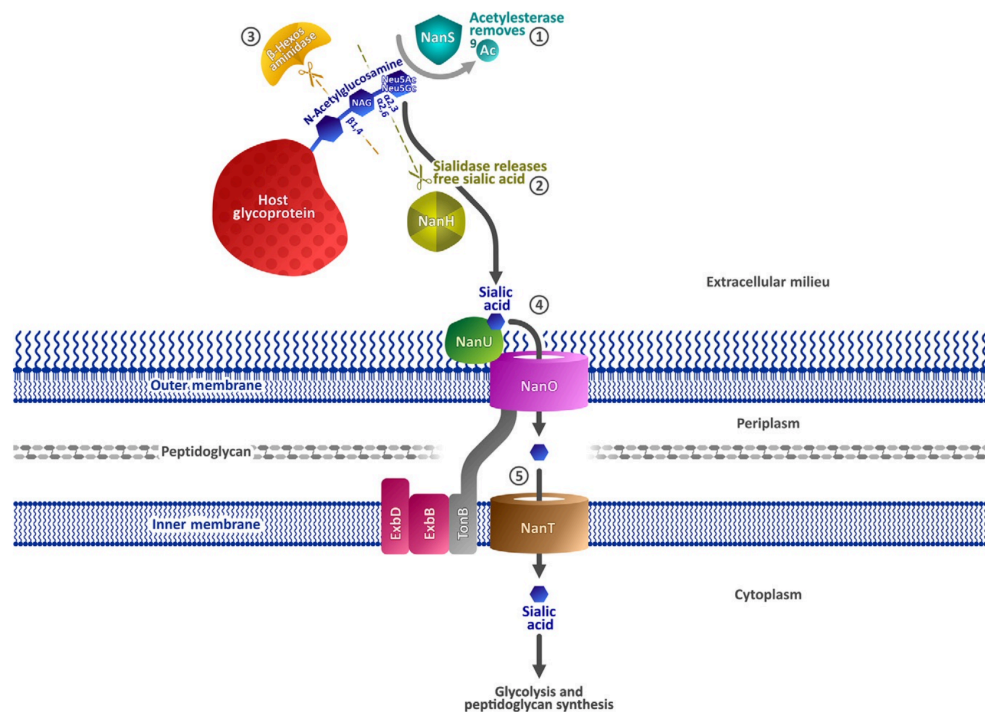 ③
β-Hexos
aminidase
NanS
Acetylesterase
removes
①
9
Ac
N-Acetylglucosamine
Neu5Ac
Neu5Gc
NAG
α2,3
α2,6
β1,4
Sialidase releases
free sialic acid
②
NanH
Host
glycoprotein
Extracellular milieu
Sialic
acid
④
NanU
NanO
Outer membrane
Periplasm
Peptidoglycan
⑤
Inner membrane
ExbD
ExbB
TonB
NanT
Cytoplasm
Sialic
acid
Glycolysis and
peptidoglycan synthesis